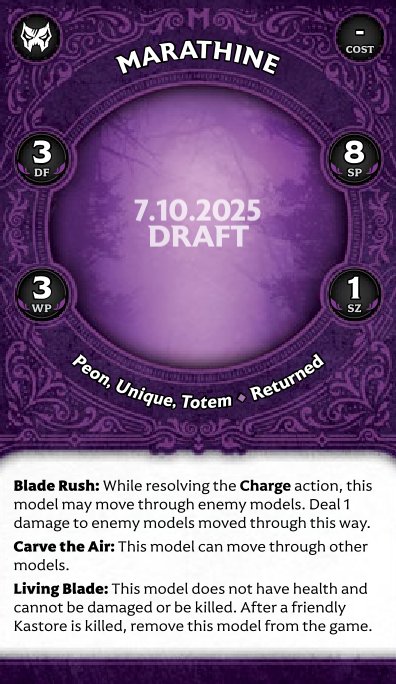 M
-
COST
MARATHINE
3
DF
8
SP
7.10.2025
DRAFT
3
WP
1
SZ
Peon, Unique, Totem ♦ Returned
Blade Rush: While resolving the Charge action, this
model may move through enemy models. Deal 1
damage to enemy models moved through this way.
Carve the Air: This model can move through other
models.
Living Blade: This model does not have health and
cannot be damaged or be killed. After a friendly
Kastore is killed, remove this model from the game.